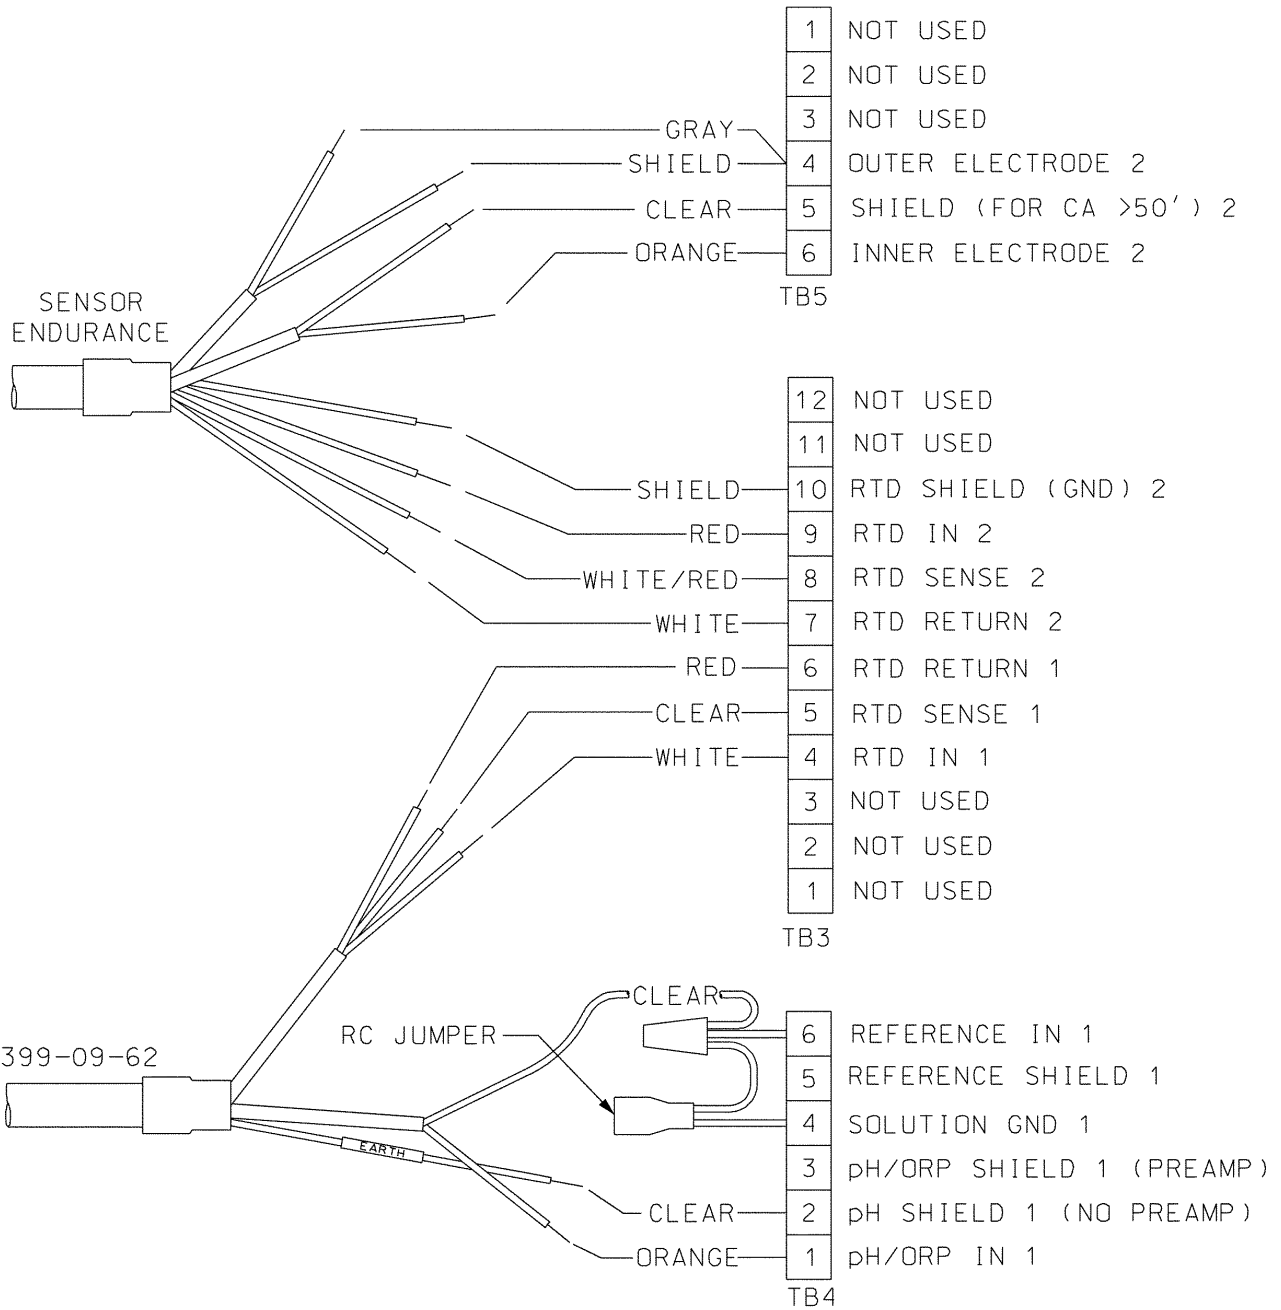 1 NOT USED
2 NOT USED
3 NOT USED
GRAY
SHIELD 4 OUTER ELECTRODE 2
CLEAR 5 SHIELD (FOR CA >50') 2
ORANGE 6 INNER ELECTRODE 2
TB5
SENSOR
ENDURANCE
12 NOT USED
11 NOT USED
SHIELD 10 RTD SHIELD (GND) 2
RED 9 RTD IN 2
WHITE/RED 8 RTD SENSE 2
WHITE 7 RTD RETURN 2
RED 6 RTD RETURN 1
CLEAR 5 RTD SENSE 1
WHITE 4 RTD IN 1
3 NOT USED
2 NOT USED
1 NOT USED
TB3
CLEAR
RC JUMPER
6 REFERENCE IN 1
399-09-62
5 REFERENCE SHIELD 1
4 SOLUTION GND 1
EARTH
3 pH/ORP SHIELD 1 (PREAMP)
CLEAR 2 pH SHIELD 1 (NO PREAMP)
ORANGE 1 pH/ORP IN 1
TB4